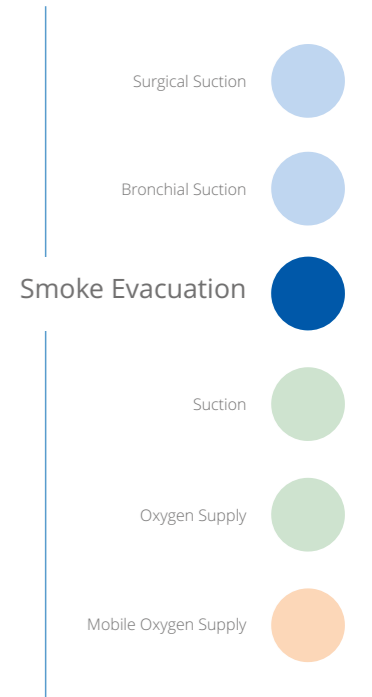 Surgical Suction
Bronchial Suction
Smoke Evacuation
Suction
Oxygen Supply
Mobile Oxygen Supply